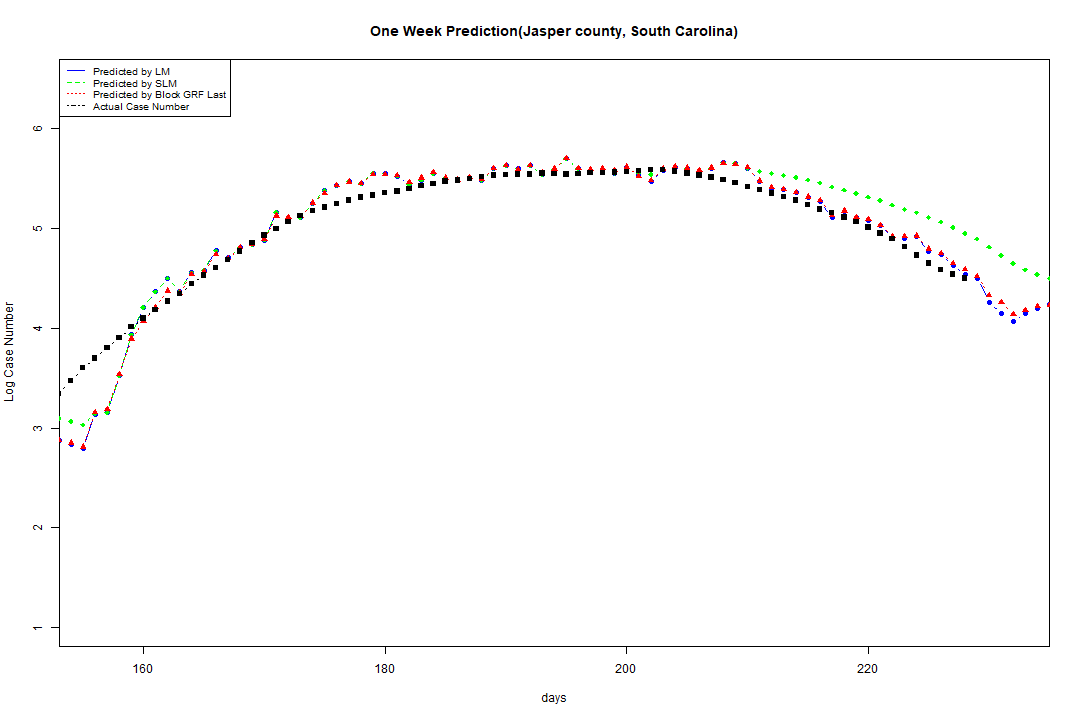 One Week Prediction(Jasper county, South Carolina)
Predicted by LM
Predicted by SLM
Predicted by Block GRF Last
Actual Case Number
6
5
4
3
2
1
Log Case Number
160 180 200 220
days